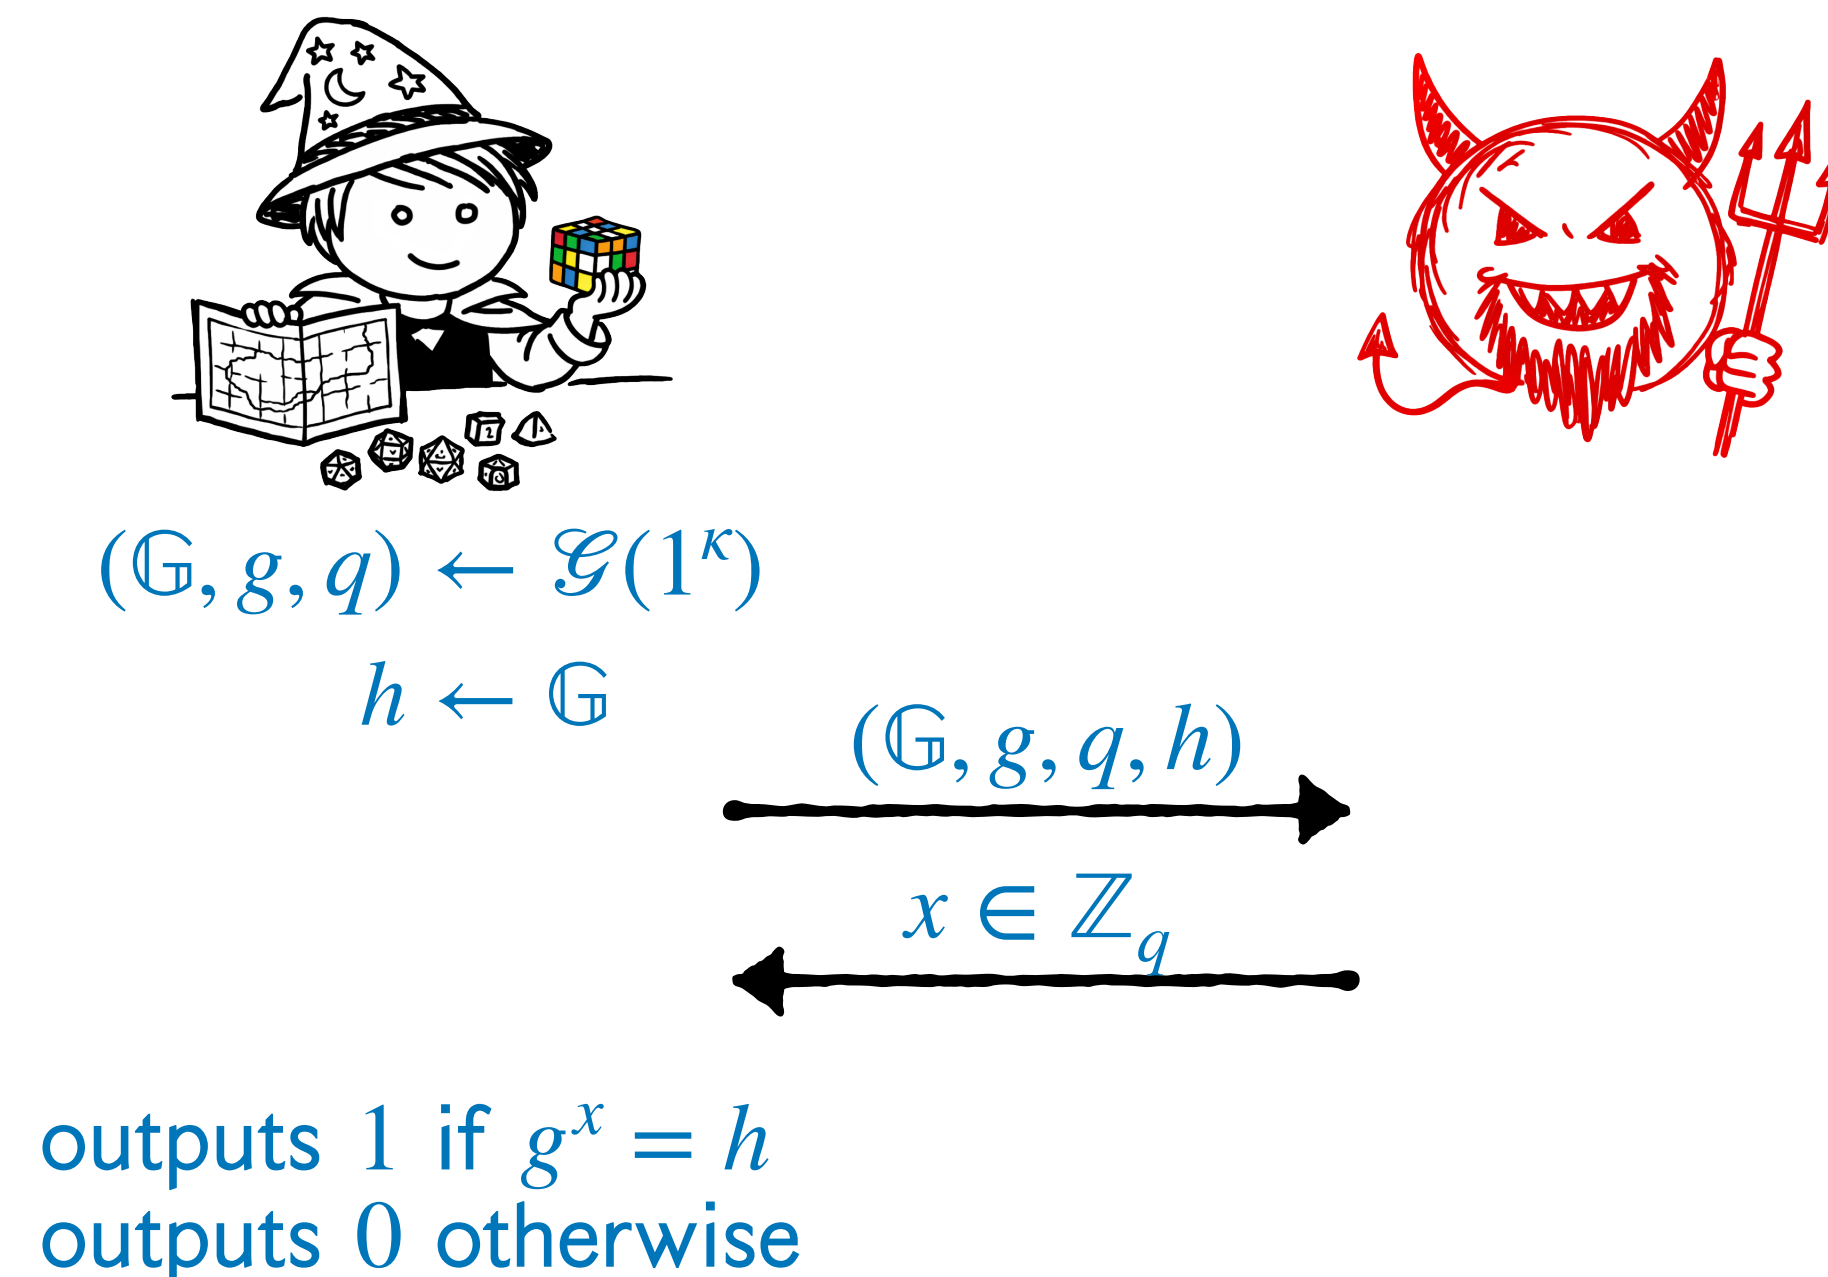 (𝔾, g, q) ← 𝒢(1^κ)
h ← 𝔾
(𝔾, g, q, h)
x ∈ ℤ_q
outputs 1 if g^x = h
outputs 0 otherwise